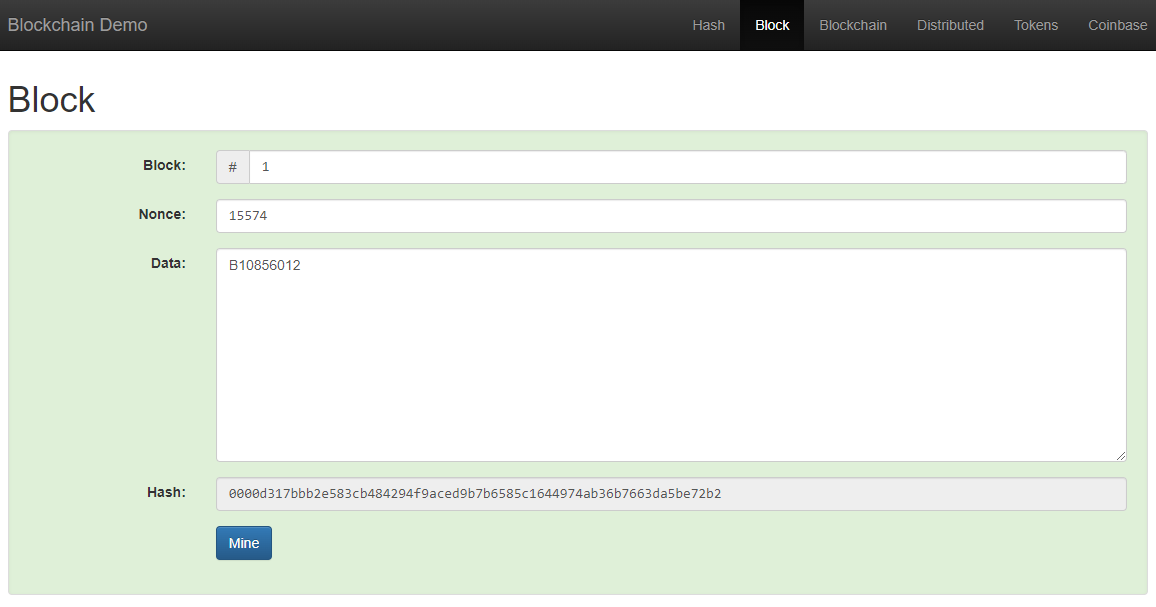 Blockchain Demo Hash Block Blockchain Distributed Tokens Coinbase
Block
Block: # 1
Nonce: 15574
Data: B10856012
Hash: 0000d317bbb2e583cb484294f9aced9b7b6585c1644974ab36b7663da5be72b2
Mine